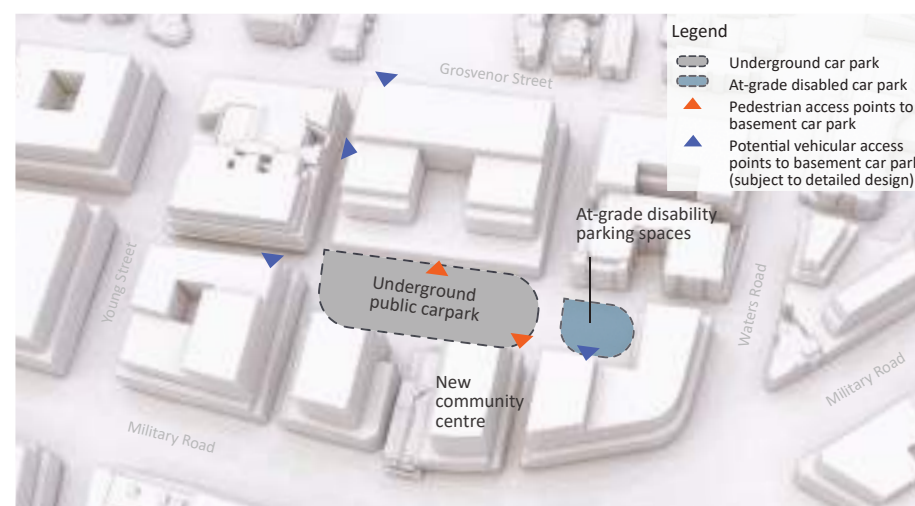 Legend
Underground car park
At-grade disabled car park
Pedestrian access points to
basement car park
Potential vehicular access
points to basement car park
(subject to detailed design)
Grosvenor Street
At-grade disability
parking spaces
Young Street
Underground
public carpark
Waters Road
New
community
centre
Military Road
Military Road